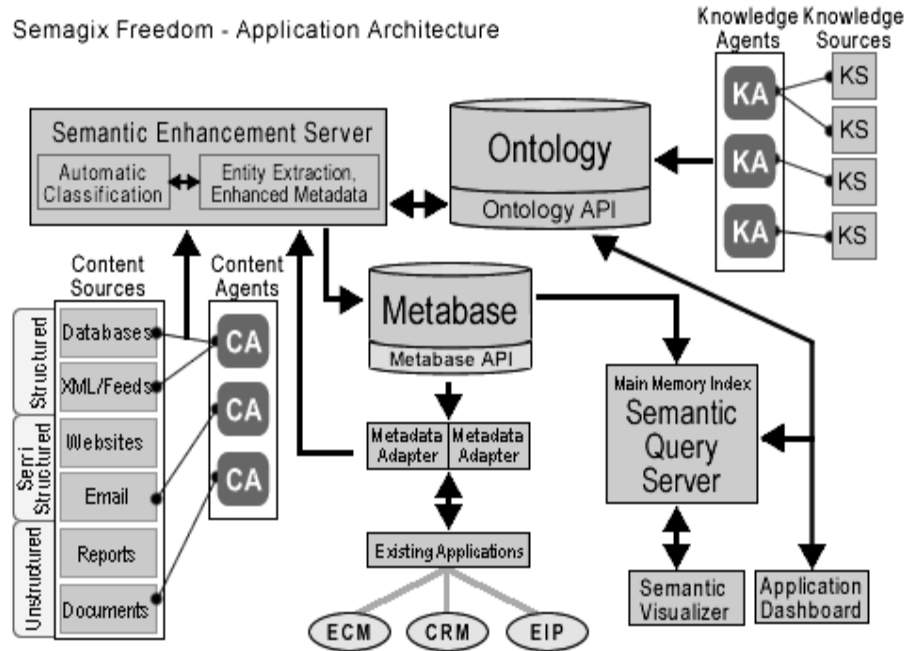 Semagix Freedom - Application Architecture
Knowledge Agents
Knowledge Sources
KA
KA
KA
KS
KS
KS
KS
Semantic Enhancement Server
Automatic
Classification
Entity Extraction,
Enhanced Metadata
Ontology
Ontology API
Content
Sources
Content
Agents
Structured
Semi
Structured
Unstructured
Databases
XML/Feeds
Websites
Email
Reports
Documents
CA
CA
CA
Metabase
Metabase API
Metadata
Adapter
Metadata
Adapter
Existing Applications
ECM
CRM
EIP
Main Memory Index
Semantic
Query
Server
Semantic
Visualizer
Application
Dashboard